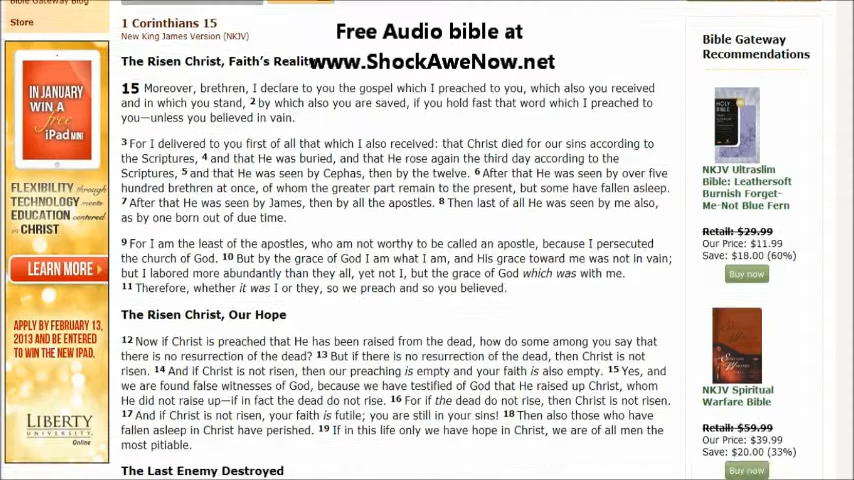 Bible Gateway Blog
Store
IN JANUARY
WIN A
free
iPad MINI
FLEXIBILITY through
TECHNOLOGY meets
EDUCATION centered
in CHRIST
LEARN MORE
APPLY BY FEBRUARY 13,
2013 AND BE ENTERED
TO WIN THE NEW IPAD.
LIBERTY
UNIVERSITY
Online
1 Corinthians 15
New King James Version (NKJV)
Free Audio bible at
www.ShockAweNow.net
The Risen Christ, Faith's Reality
15 Moreover, brethren, I declare to you the gospel which I preached to you, which also you received
and in which you stand, 2 by which also you are saved, if you hold fast that word which I preached to
you—unless you believed in vain.
3 For I delivered to you first of all that which I also received: that Christ died for our sins according to
the Scriptures, 4 and that He was buried, and that He rose again the third day according to the
Scriptures, 5 and that He was seen by Cephas, then by the twelve. 6 After that He was seen by over five
hundred brethren at once, of whom the greater part remain to the present, but some have fallen asleep.
7 After that He was seen by James, then by all the apostles. 8 Then last of all He was seen by me also,
as by one born out of due time.
9 For I am the least of the apostles, who am not worthy to be called an apostle, because I persecuted
the church of God. 10 But by the grace of God I am what I am, and His grace toward me was not in vain;
but I labored more abundantly than they all, yet not I, but the grace of God which was with me.
11 Therefore, whether it was I or they, so we preach and so you believed.
The Risen Christ, Our Hope
12 Now if Christ is preached that He has been raised from the dead, how do some among you say that
there is no resurrection of the dead? 13 But if there is no resurrection of the dead, then Christ is not
risen. 14 And if Christ is not risen, then our preaching is empty and your faith is also empty. 15 Yes, and
we are found false witnesses of God, because we have testified of God that He raised up Christ, whom
He did not raise up—if in fact the dead do not rise. 16 For if the dead do not rise, then Christ is not risen.
17 And if Christ is not risen, your faith is futile; you are still in your sins! 18 Then also those who have
fallen asleep in Christ have perished. 19 If in this life only we have hope in Christ, we are of all men the
most pitiable.
The Last Enemy Destroyed
Bible Gateway
Recommendations
NKJV Ultraslim
Bible: Leathersoft
Burnish Forget-
Me-Not Blue Fern
Retail: $29.99
Our Price: $11.99
Save: $18.00 (60%)
Buy now
NKJV Spiritual
Warfare Bible
Retail: $59.99
Our Price: $39.99
Save: $20.00 (33%)
Buy now